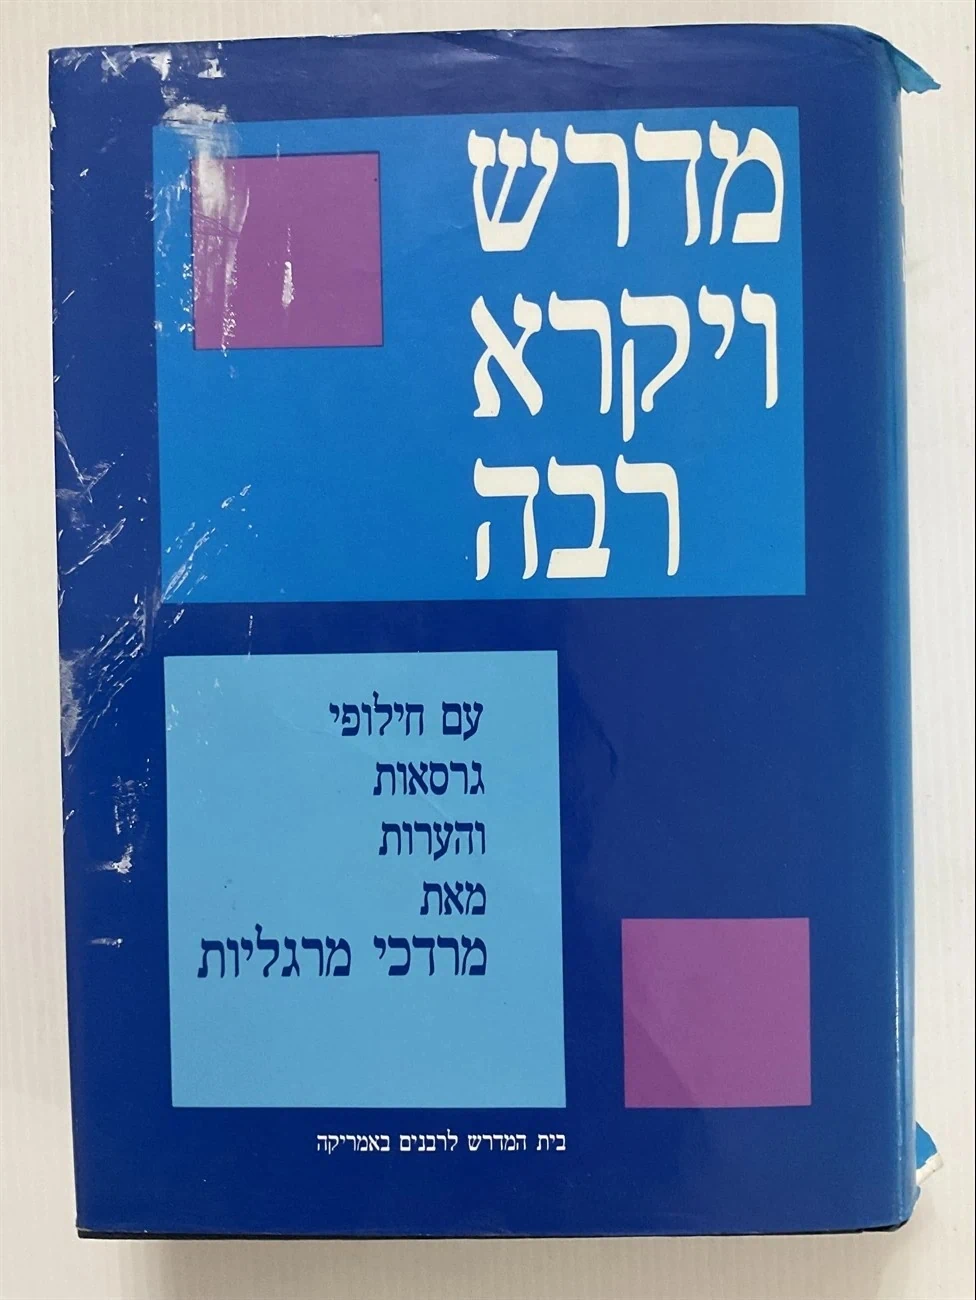 מדרש
ויקרא
רבה
עם חילופי
גרסאות
והערות
מאת
מרדכי מרגליות
בית המדרש לרבנים באמריקה